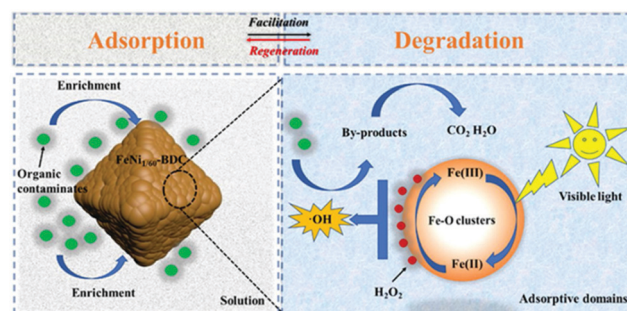 Adsorption
Facilitation
Regeneration
Degradation
Enrichment
FeNi1/60-BDC
Organic
contaminates
Enrichment
Solution
By-products
CO2 H2O
·OH
Fe(III)
Fe-O clusters
Fe(II)
H2O2
Visible light
Adsorptive domains